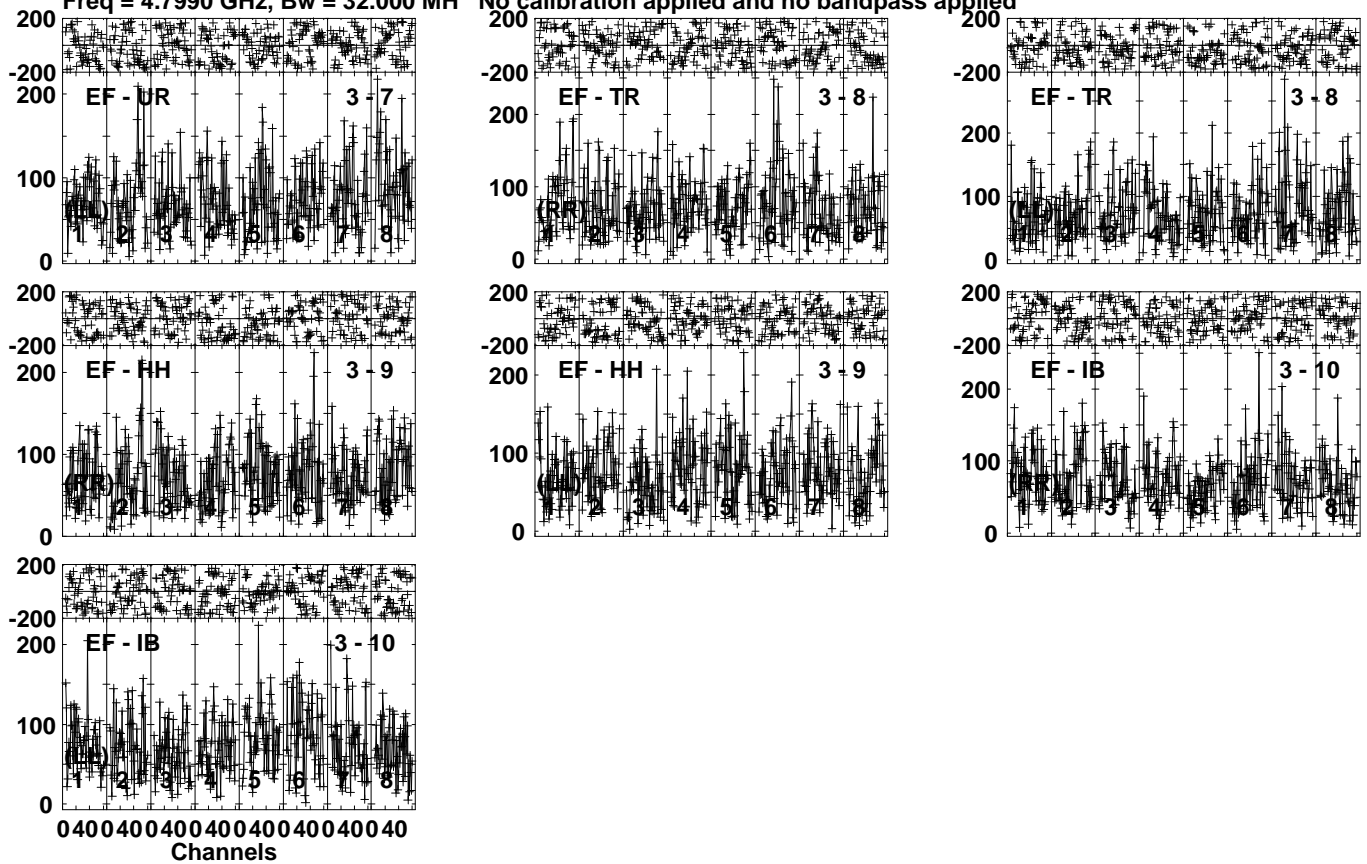 Freq = 4.7990 GHz, Bw = 32.000 MH No calibration applied and no bandpass applied
200 200 200
-200 -200 -200
EF - UR 3 - 7 EF - TR 3 - 8 EF - TR 3 - 8
200 200 200
100 100 100
(LL) (RR) (LL)
1 2 3 4 5 6 7 8 1 2 3 4 5 6 7 8 1 2 3 4 5 6 7 8
0 0 0
200 200 200
-200 -200 -200
EF - HH 3 - 9 EF - HH 3 - 9 EF - IB 3 - 10
200 200 200
100 100 100
(RR) (LL) (RR)
1 2 3 4 5 6 7 8 1 2 3 4 5 6 7 8 1 2 3 4 5 6 7 8
0 0 0
200
-200
EF - IB 3 - 10
200
100
(LL)
1 2 3 4 5 6 7 8
0
0 40 0 40 0 40 0 40 0 40 0 40 0 40 0 40
Channels